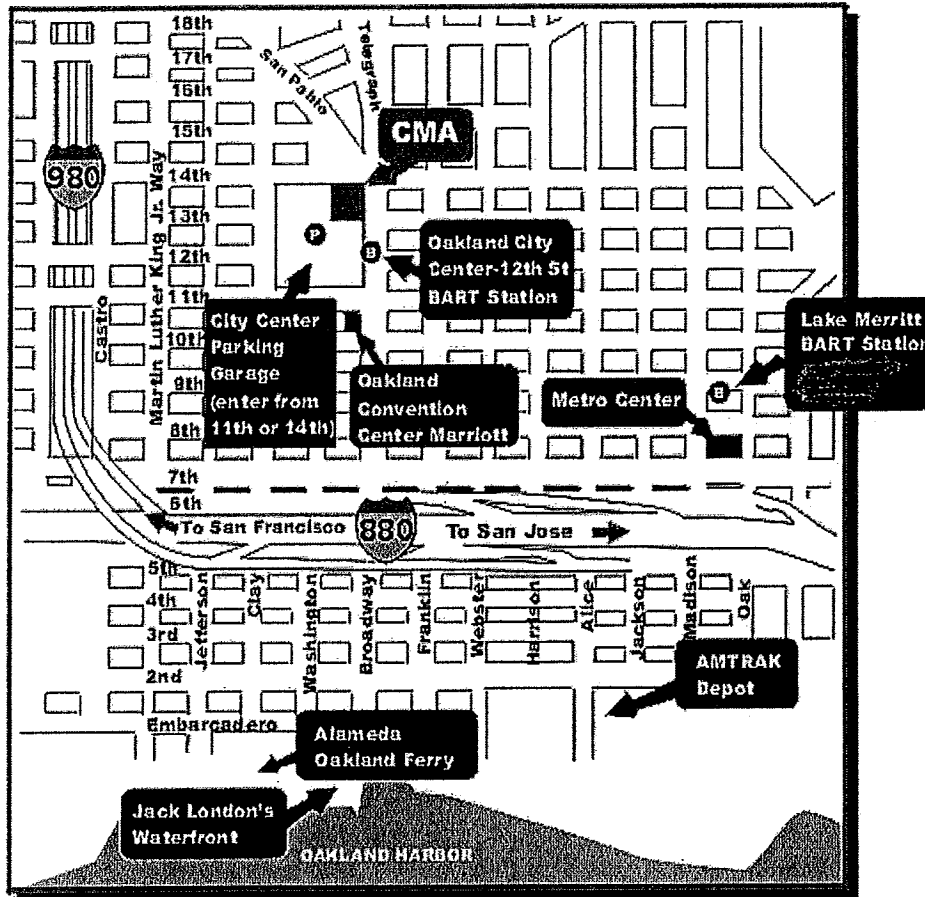 18th
17th
16th
15th
14th
13th
12th
11th
10th
9th
8th
7th
6th
5th
4th
3rd
2nd
Embarcadero
San Pablo
Telegraph
CMA
980
Martin Luther King Jr. Way
Castro
P
B
Oakland City
Center-12th St
BART Station
City Center
Parking
Garage
(enter from
11th or 14th)
Oakland
Convention
Center Marriott
Metro Center
Lake Merritt
BART Station
B
To San Francisco
880
To San Jose
Jefferson
Clay
Washington
Broadway
Franklin
Webster
Harrison
Alice
Jackson
Madison
Oak
AMTRAK
Depot
Alameda
Oakland Ferry
Jack London's
Waterfront
OAKLAND HARBOR